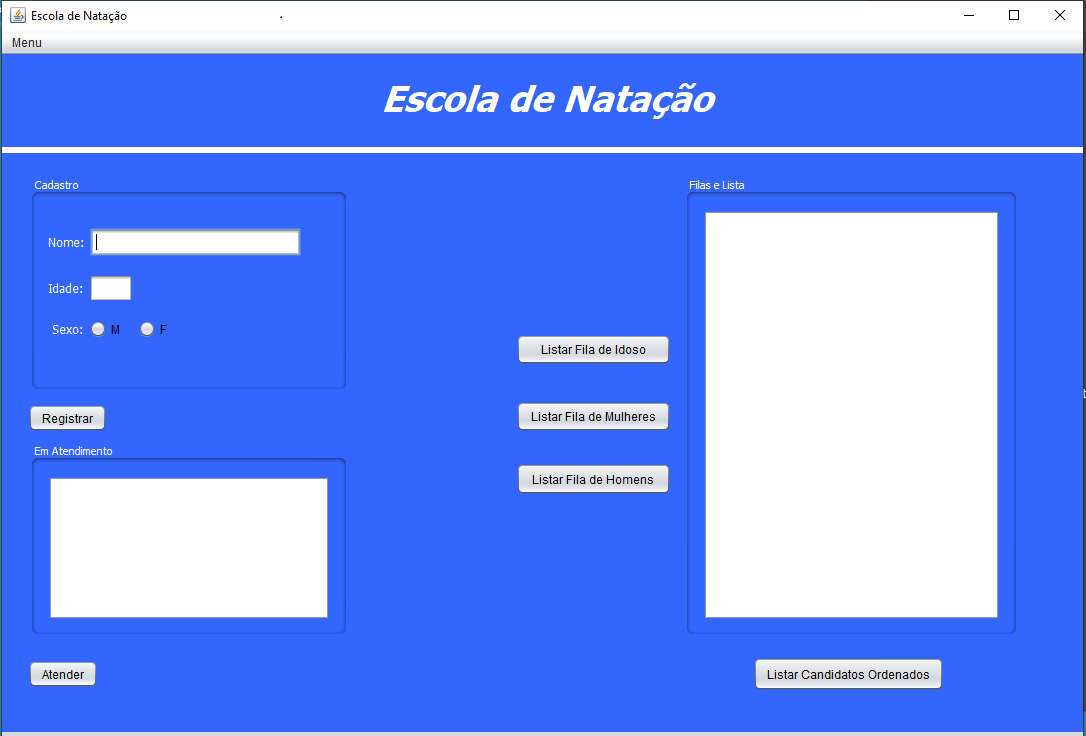 Escola de Natação
Menu
Escola de Natação
Cadastro
Nome:
Idade:
Sexo: M F
Registrar
Em Atendimento
Atender
Listar Fila de Idoso
Listar Fila de Mulheres
Listar Fila de Homens
Filas e Lista
Listar Candidatos Ordenados